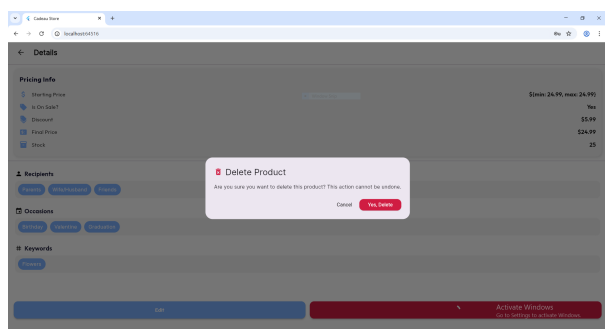 Cadeau Store
localhost:64516
Details
Pricing Info
Starting Price
$(min: 24.99, max: 24.99)
Is On Sale?
Yes
Discount
$5.99
Final Price
$24.99
Stock
25
Recipients
Parents Wife/Husband Friends
Delete Product
Are you sure you want to delete this product? This action cannot be undone.
Cancel Yes, Delete
Occasions
Birthday Valentine Graduation
# Keywords
Flowers
Edit
Activate Windows
Go to Settings to activate Windows.